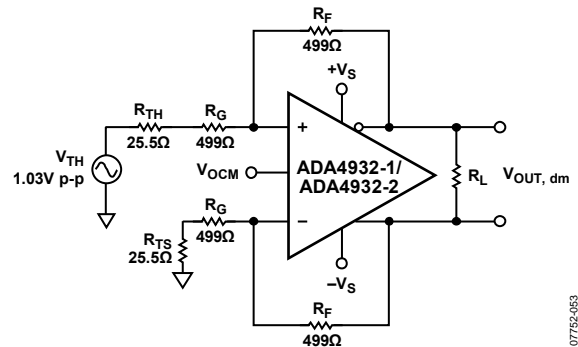 RF
499Ω
+VS
RTH
25.5Ω
RG
499Ω
VTH
1.03V p-p
+
VOCM
ADA4932-1/
ADA4932-2
RL
VOUT, dm
RG
499Ω
–
RTS
25.5Ω
–VS
RF
499Ω
07752-053